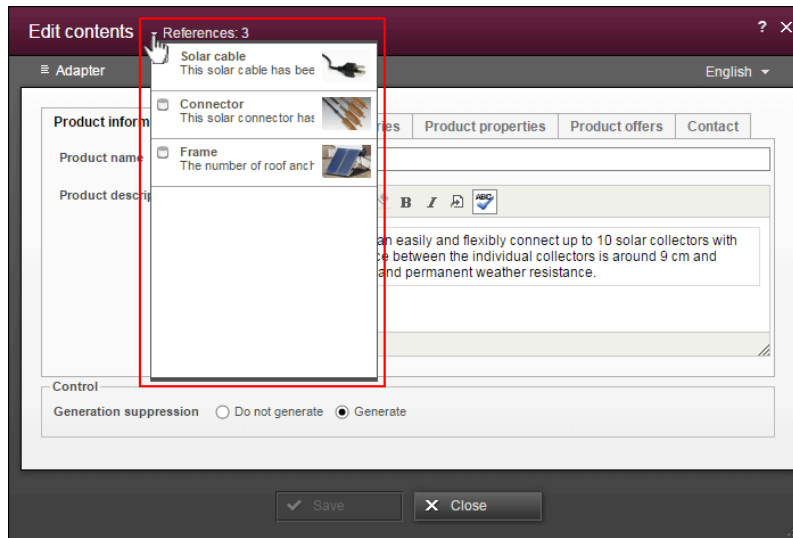 Edit contents
References: 3
?
X
Adapter
English
Solar cable
This solar cable has bee
Connector
This solar connector has
Frame
The number of roof anch
Product inform
ries
Product properties
Product offers
Contact
Product name
Product descrip
B I ABC
an easily and flexibly connect up to 10 solar collectors with
ce between the individual collectors is around 9 cm and
and permanent weather resistance.
Control
Generation suppression
Do not generate
Generate
Save
X Close